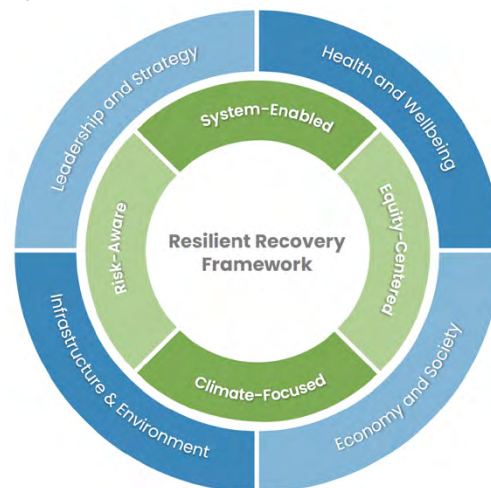 Leadership and Strategy
Health and Wellbeing
System-Enabled
Risk-Aware
Equity-Centered
Resilient Recovery
Framework
Climate-Focused
Infrastructure & Environment
Economy and Society